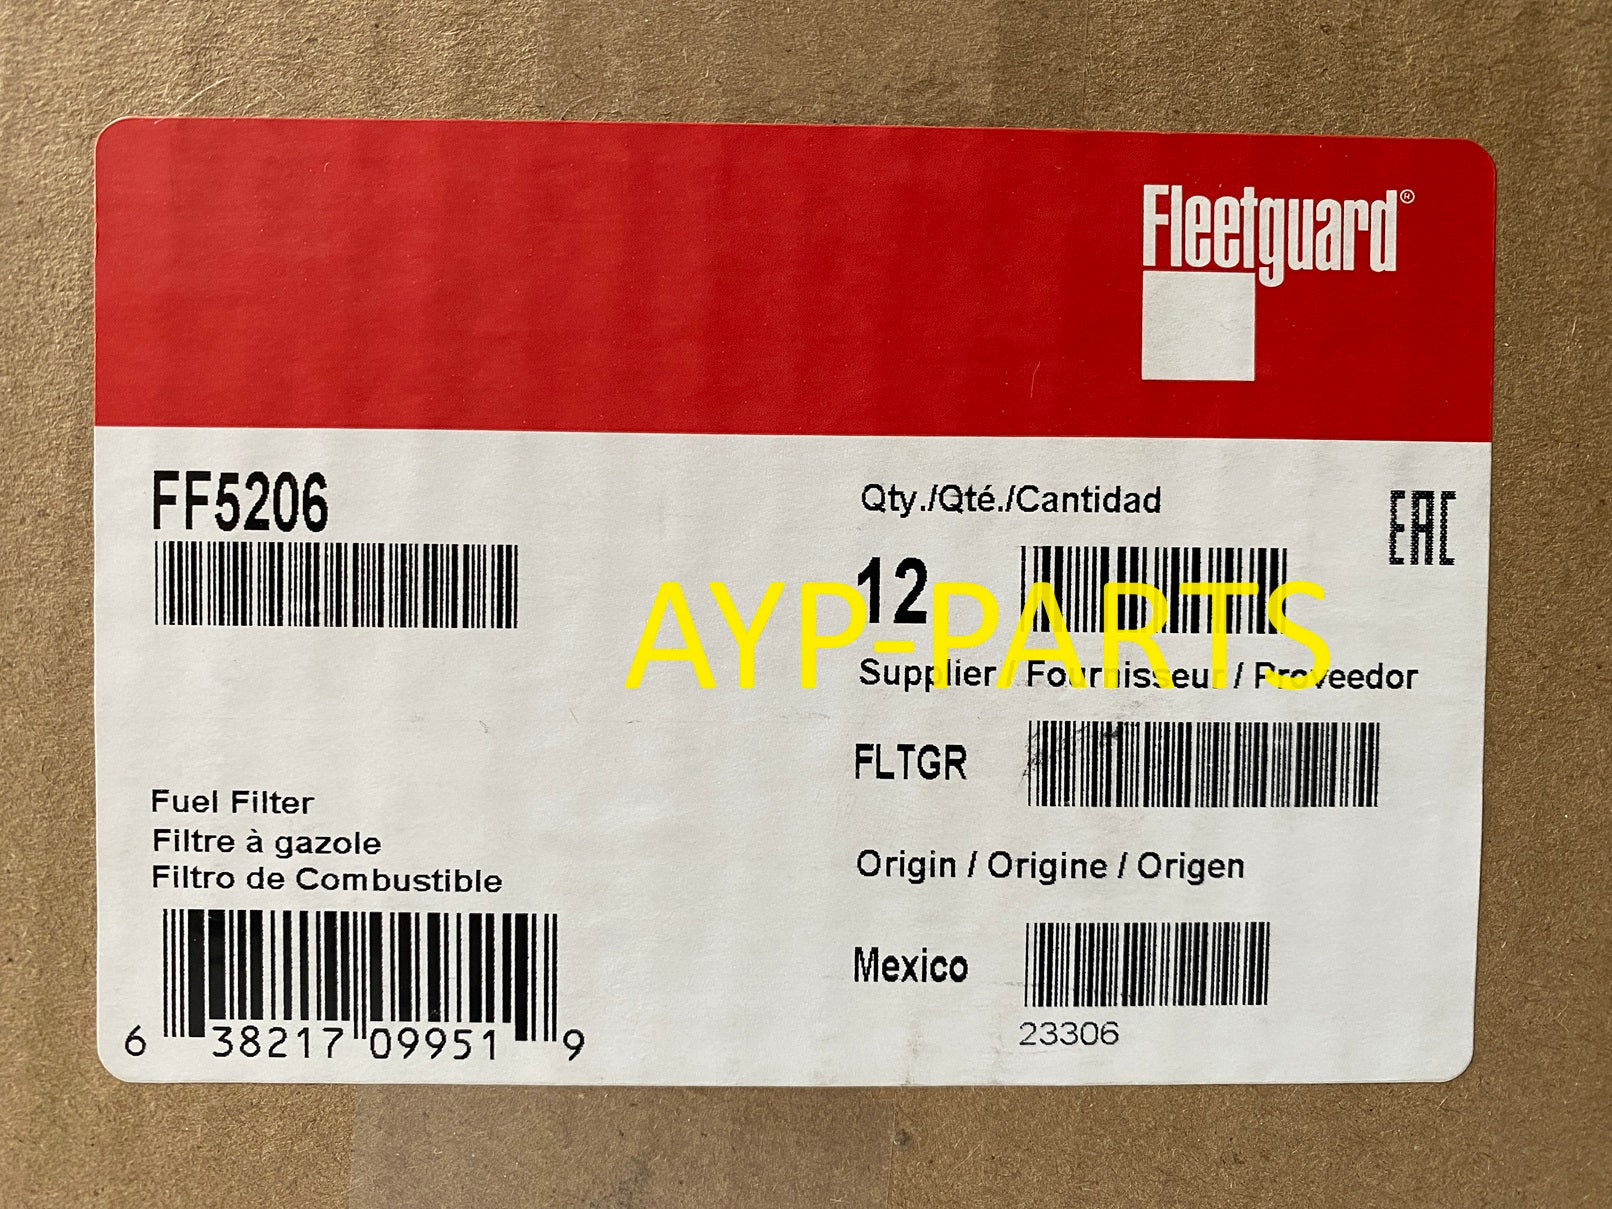 Fleetguard®
FF5206
Qty./Qté./Cantidad
EAC
12
AYP-PARTS
Supplier / Fournisseur / Proveedor
FLTGR
Fuel Filter
Filtre à gazole
Filtro de Combustible
Origin / Origine / Origen
Mexico
23306
6 38217 09951 9